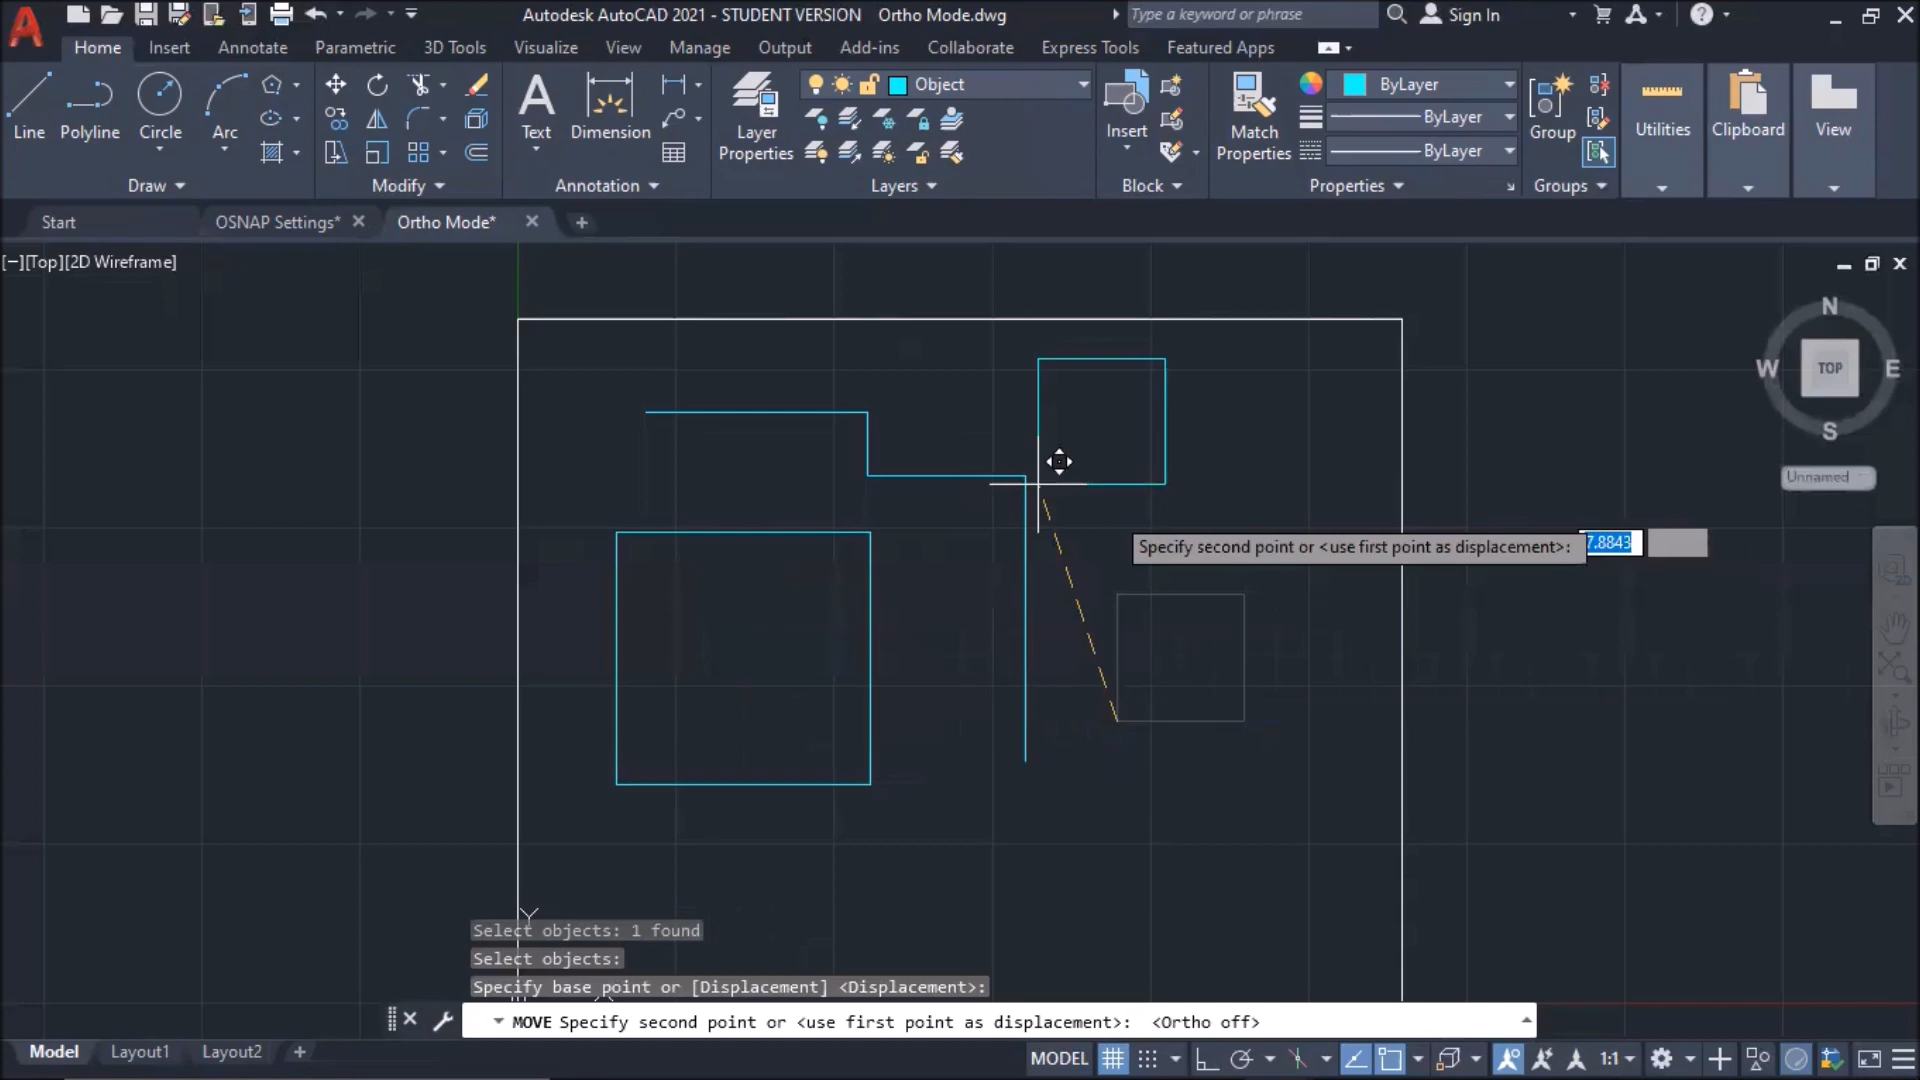 Autodesk AutoCAD 2021 - STUDENT VERSION Ortho Mode.dwg Type a keyword or phrase Sign In
Home Insert Annotate Parametric 3D Tools Visualize View Manage Output Add-ins Collaborate Express Tools Featured Apps
Line Polyline Circle Arc Text Dimension Layer Properties Object Insert Match Properties ByLayer Group Utilities Clipboard View
ByLayer
ByLayer
Draw Modify Annotation Layers Block Properties Groups
Start OSNAP Settings* Ortho Mode*
[−][Top][2D Wireframe]
N
W TOP E
S
Unnamed
Specify second point or <use first point as displacement>: 7.8843
Y
Select objects: 1 found
Select objects:
Specify base point or [Displacement] <Displacement>:
MOVE Specify second point or <use first point as displacement>: <Ortho off>
Model Layout1 Layout2 MODEL 1:1